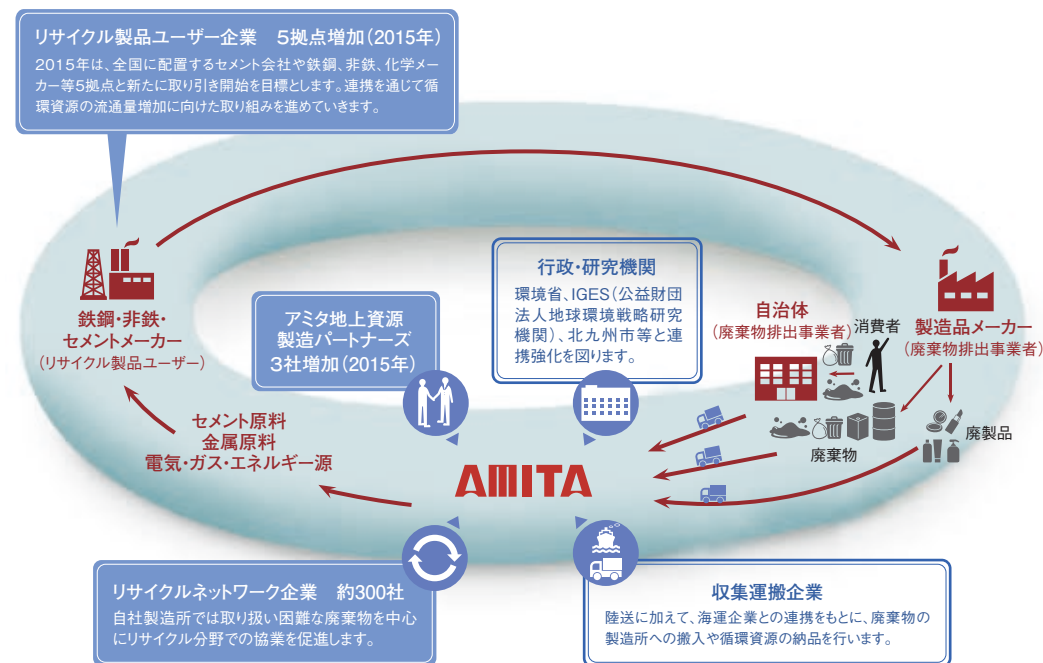 リサイクル製品ユーザー企業　5拠点増加（2015年）
2015年は、全国に配置するセメント会社や鉄鋼、非鉄、化学メー
カー等5拠点と新たに取り引き開始を目標とします。連携を通じて循
環資源の流通量増加に向けた取り組みを進めていきます。
鉄鋼・非鉄・
セメントメーカー
（リサイクル製品ユーザー）
アミタ地上資源
製造パートナーズ
3社増加（2015年）
行政・研究機関
環境省、IGES（公益財団
法人地球環境戦略研究
機関）、北九州市等と連
携強化を図ります。
自治体
（廃棄物排出事業者）
消費者
製造品メーカー
（廃棄物排出事業者）
廃棄物
廃製品
セメント原料
金属原料
電気・ガス・エネルギー源
AMITA
リサイクルネットワーク企業　約300社
自社製造所では取り扱い困難な廃棄物を中心
にリサイクル分野での協業を促進します。
収集運搬企業
陸送に加えて、海運企業との連携をもとに、廃棄物の
製造所への搬入や循環資源の納品を行います。